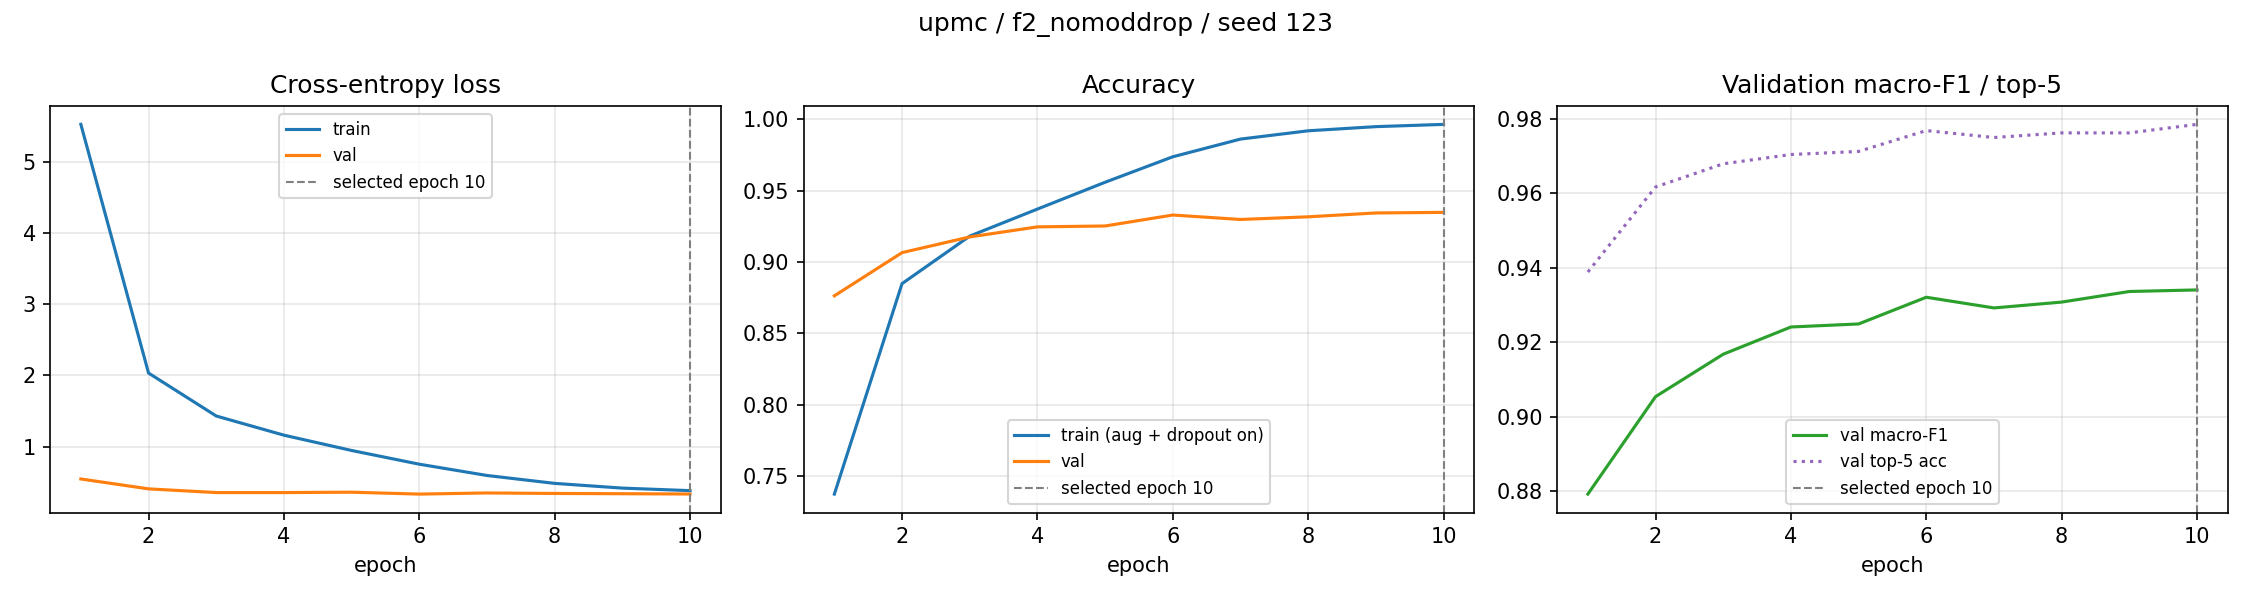 upmc / f2_nomoddrop / seed 123
Cross-entropy loss
train
val
selected epoch 10
5
4
3
2
1
2
4
6
8
10
epoch
Accuracy
1.00
0.95
0.90
0.85
0.80
0.75
train (aug + dropout on)
val
selected epoch 10
2
4
6
8
10
epoch
Validation macro-F1 / top-5
0.98
0.96
0.94
0.92
0.90
0.88
val macro-F1
val top-5 acc
selected epoch 10
2
4
6
8
10
epoch